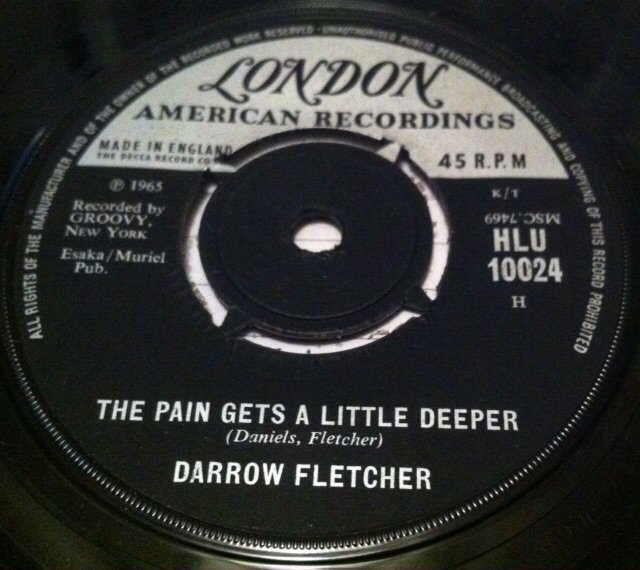 ALL RIGHTS OF THE MANUFACTURER AND OF THE OWNER OF THE RECORDED WORK RESERVED · UNAUTHORISED PUBLIC PERFORMANCE BROADCASTING AND COPYING OF THIS RECORD PROHIBITED
LONDON
AMERICAN RECORDINGS
MADE IN ENGLAND
THE DECCA RECORD CO
45 R.P.M
℗ 1965
Recorded by
GROOVY,
NEW YORK
Esaka/Muriel
Pub.
K/T
MSC.7469
HLU
10024
H
THE PAIN GETS A LITTLE DEEPER
(Daniels, Fletcher)
DARROW FLETCHER